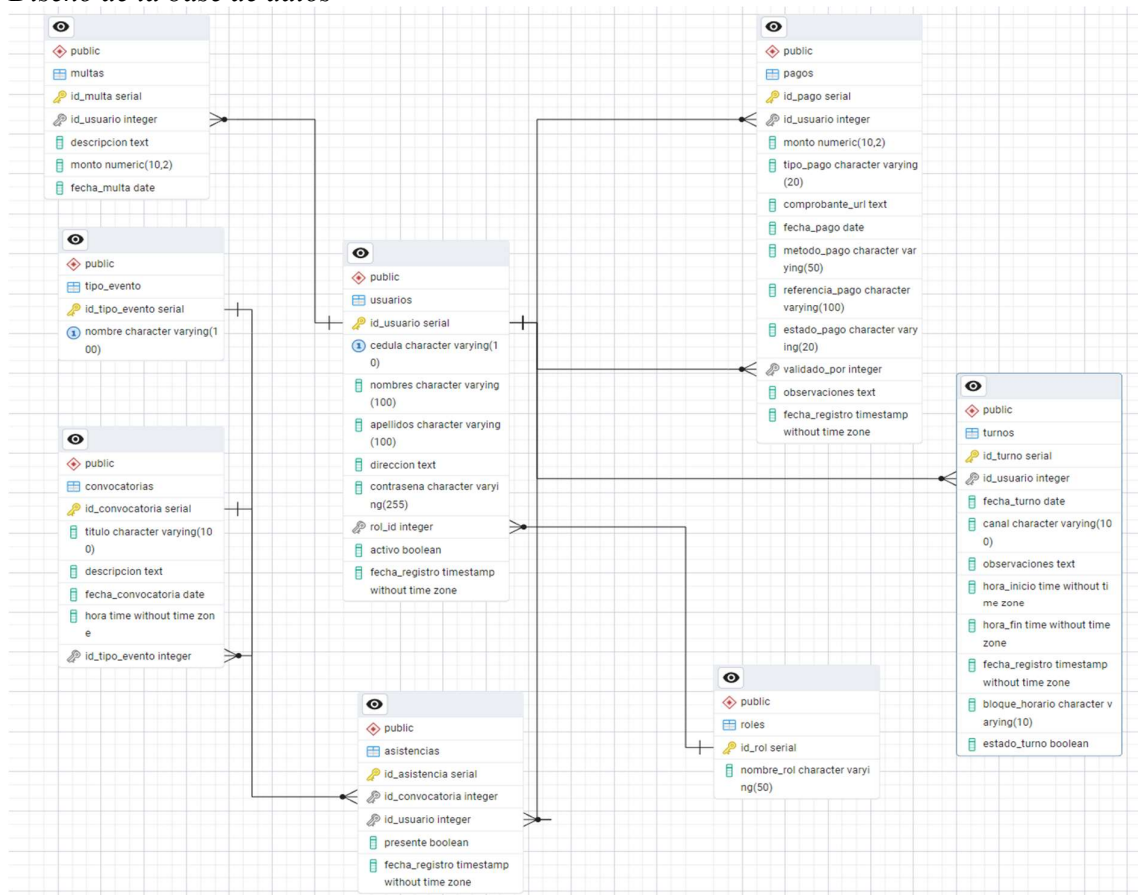 Diseño de la base de datos
public
multas
id_multa serial
id_usuario integer
descripcion text
monto numeric(10,2)
fecha_multa date
public
tipo_evento
id_tipo_evento serial
1 nombre character varying(1
00)
public
convocatorias
id_convocatoria serial
titulo character varying(10
0)
descripcion text
fecha_convocatoria date
hora time without time zon
e
id_tipo_evento integer
public
usuarios
id_usuario serial
1 cedula character varying(1
0)
nombres character varying
(100)
apellidos character varying
(100)
direccion text
contrasena character varyi
ng(255)
rol_id integer
activo boolean
fecha_registro timestamp
without time zone
public
asistencias
id_asistencia serial
id_convocatoria integer
id_usuario integer
presente boolean
fecha_registro timestamp
without time zone
public
pagos
id_pago serial
id_usuario integer
monto numeric(10,2)
tipo_pago character varying
(20)
comprobante_url text
fecha_pago date
metodo_pago character var
ying(50)
referencia_pago character
varying(100)
estado_pago character vary
ing(20)
validado_por integer
observaciones text
fecha_registro timestamp
without time zone
public
roles
id_rol serial
nombre_rol character varyi
ng(50)
public
turnos
id_turno serial
id_usuario integer
fecha_turno date
canal character varying(10
0)
observaciones text
hora_inicio time without ti
me zone
hora_fin time without time
zone
fecha_registro timestamp
without time zone
bloque_horario character v
arying(10)
estado_turno boolean